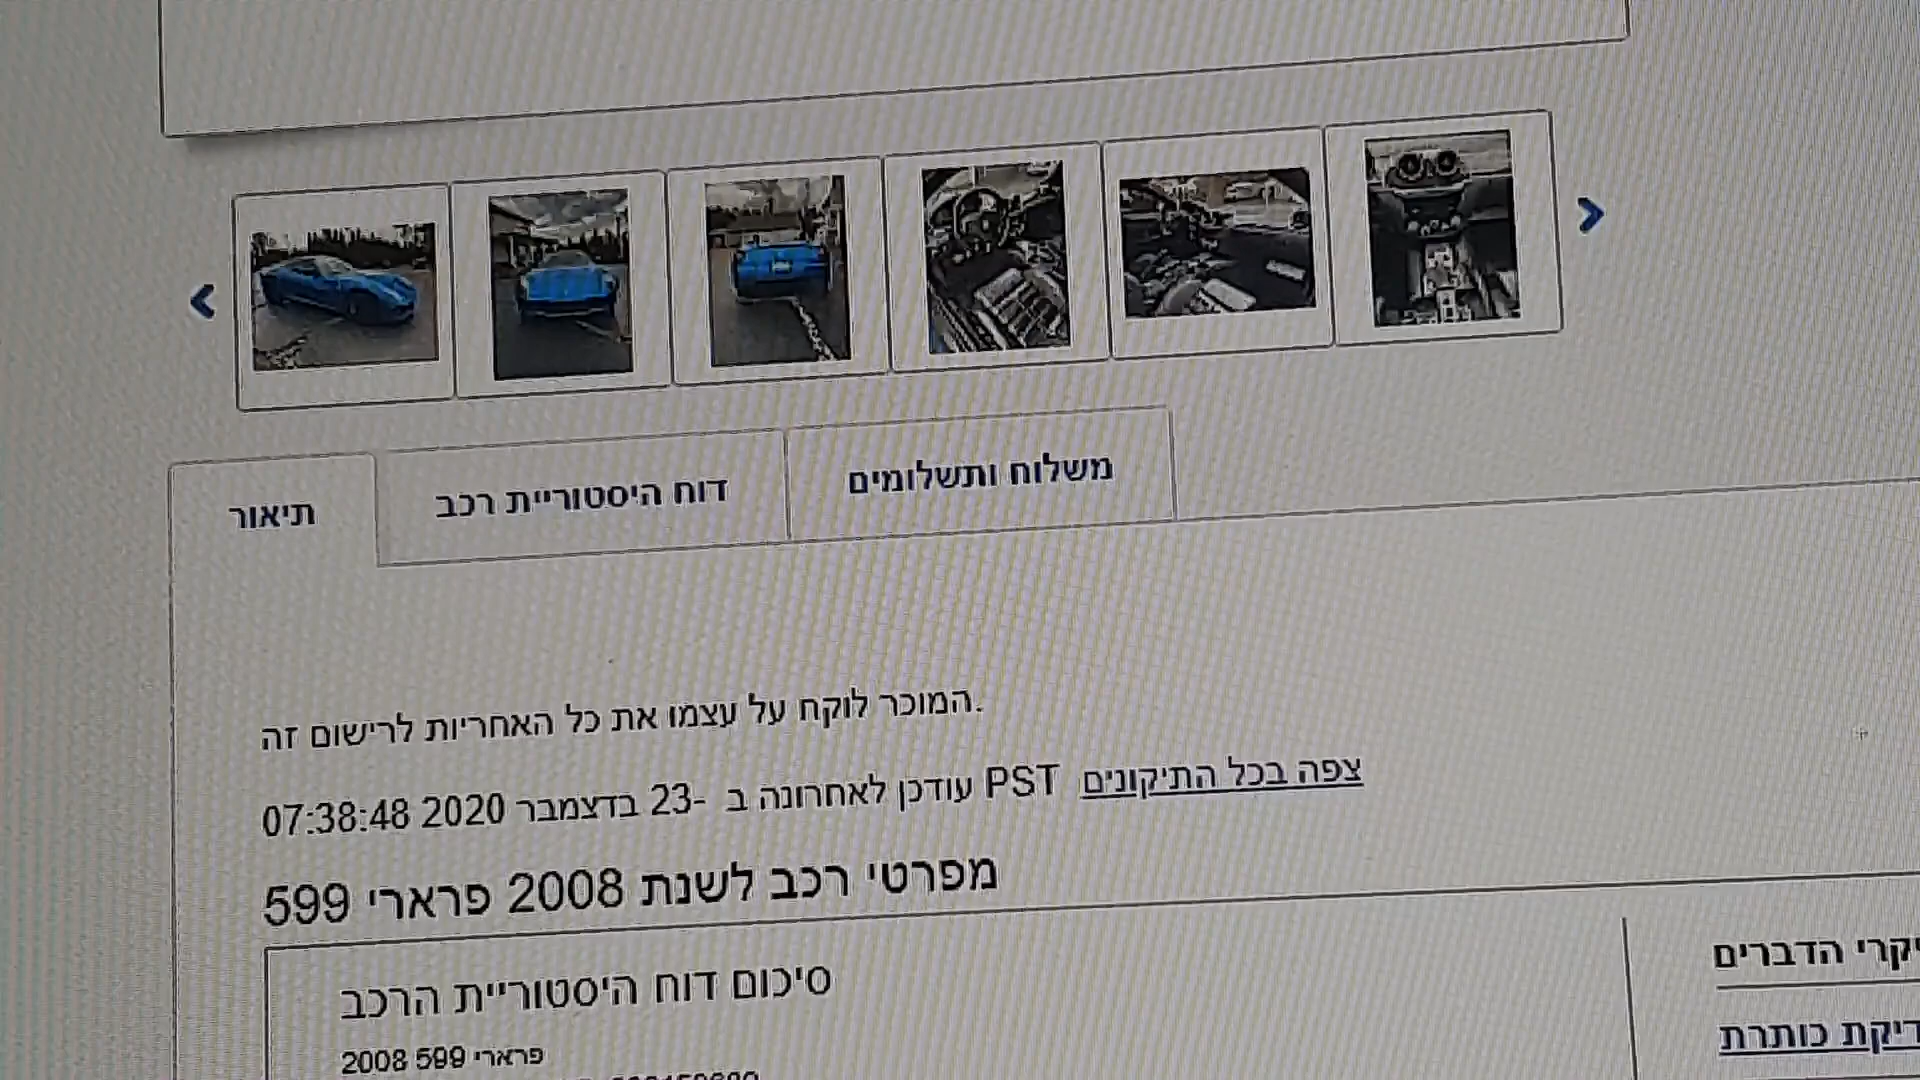 תיאור
דוח היסטוריית רכב
משלוח ותשלומים
המוכר לוקח על עצמו את כל האחריות לרישום זה.
עודכן לאחרונה ב -23 בדצמבר 2020 07:38:48 PST צפה בכל התיקונים
מפרטי רכב לשנת 2008 פרארי 599
סיכום דוח היסטוריית הרכב
2008 פרארי 599
הדברים
כותרת